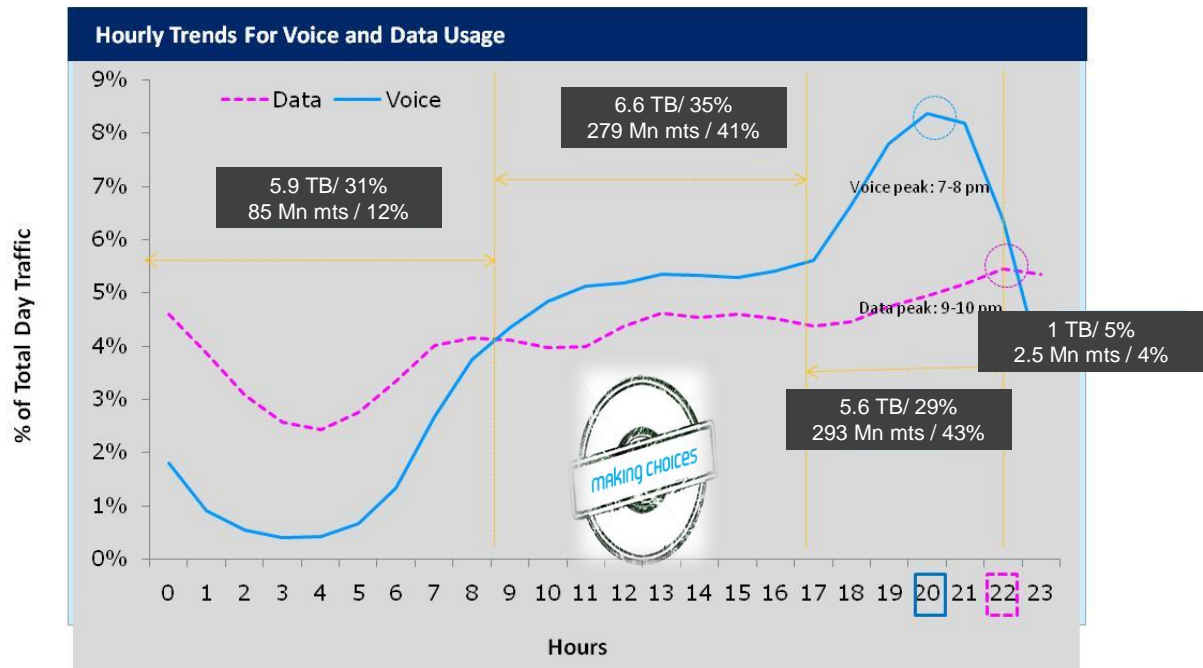 Hourly Trends For Voice and Data Usage
9%
8%
7%
6%
5%
4%
3%
2%
1%
0%
% of Total Day Traffic
Data
Voice
5.9 TB/ 31%
85 Mn mts / 12%
6.6 TB/ 35%
279 Mn mts / 41%
Voice peak: 7-8 pm
Data peak: 9-10 pm
1 TB/ 5%
2.5 Mn mts / 4%
5.6 TB/ 29%
293 Mn mts / 43%
making choices
0 1 2 3 4 5 6 7 8 9 10 11 12 13 14 15 16 17 18 19 20 21 22 23
Hours